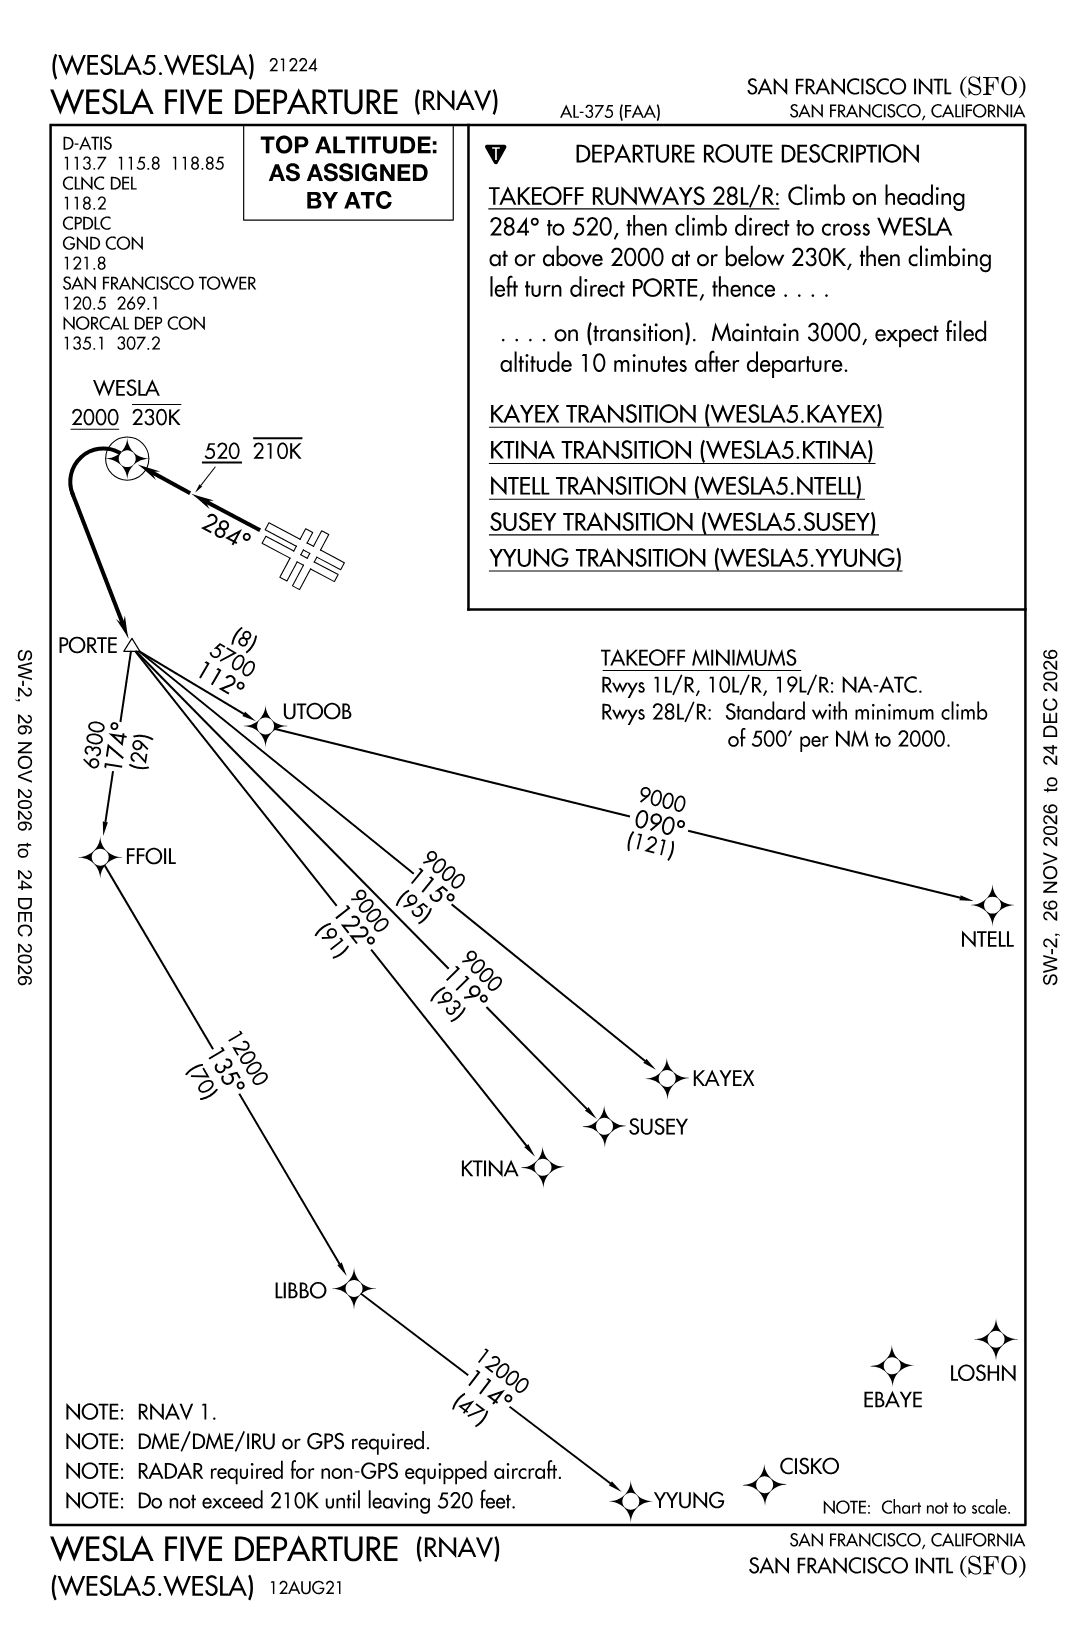 (WESLA5.WESLA) 21224
WESLA FIVE DEPARTURE (RNAV)
AL-375 (FAA)
SAN FRANCISCO INTL (SFO)
SAN FRANCISCO, CALIFORNIA
D-ATIS
113.7 115.8 118.85
CLNC DEL
118.2
CPDLC
GND CON
121.8
SAN FRANCISCO TOWER
120.5 269.1
NORCAL DEP CON
135.1 307.2
TOP ALTITUDE:
AS ASSIGNED
BY ATC
T
DEPARTURE ROUTE DESCRIPTION
TAKEOFF RUNWAYS 28L/R: Climb on heading
284° to 520, then climb direct to cross WESLA
at or above 2000 at or below 230K, then climbing
left turn direct PORTE, thence . . . .
. . . . on (transition). Maintain 3000, expect filed
altitude 10 minutes after departure.
KAYEX TRANSITION (WESLA5.KAYEX)
KTINA TRANSITION (WESLA5.KTINA)
NTELL TRANSITION (WESLA5.NTELL)
SUSEY TRANSITION (WESLA5.SUSEY)
YYUNG TRANSITION (WESLA5.YYUNG)
WESLA
2000 230K
520 210K
284°
PORTE
(8)
5700
112°
UTOOB
TAKEOFF MINIMUMS
Rwys 1L/R, 10L/R, 19L/R: NA-ATC.
Rwys 28L/R: Standard with minimum climb
of 500' per NM to 2000.
6300
174°
(29)
FFOIL
9000
090°
(121)
NTELL
9000
115°
(95)
9000
122°
(91)
9000
119°
(93)
KAYEX
SUSEY
KTINA
12000
135°
(70)
LIBBO
12000
114°
(47)
LOSHN
EBAYE
CISKO
YYUNG
NOTE: RNAV 1.
NOTE: DME/DME/IRU or GPS required.
NOTE: RADAR required for non-GPS equipped aircraft.
NOTE: Do not exceed 210K until leaving 520 feet.
NOTE: Chart not to scale.
SW-2, 26 NOV 2026 to 24 DEC 2026
SW-2, 26 NOV 2026 to 24 DEC 2026
WESLA FIVE DEPARTURE (RNAV)
(WESLA5.WESLA) 12AUG21
SAN FRANCISCO, CALIFORNIA
SAN FRANCISCO INTL (SFO)